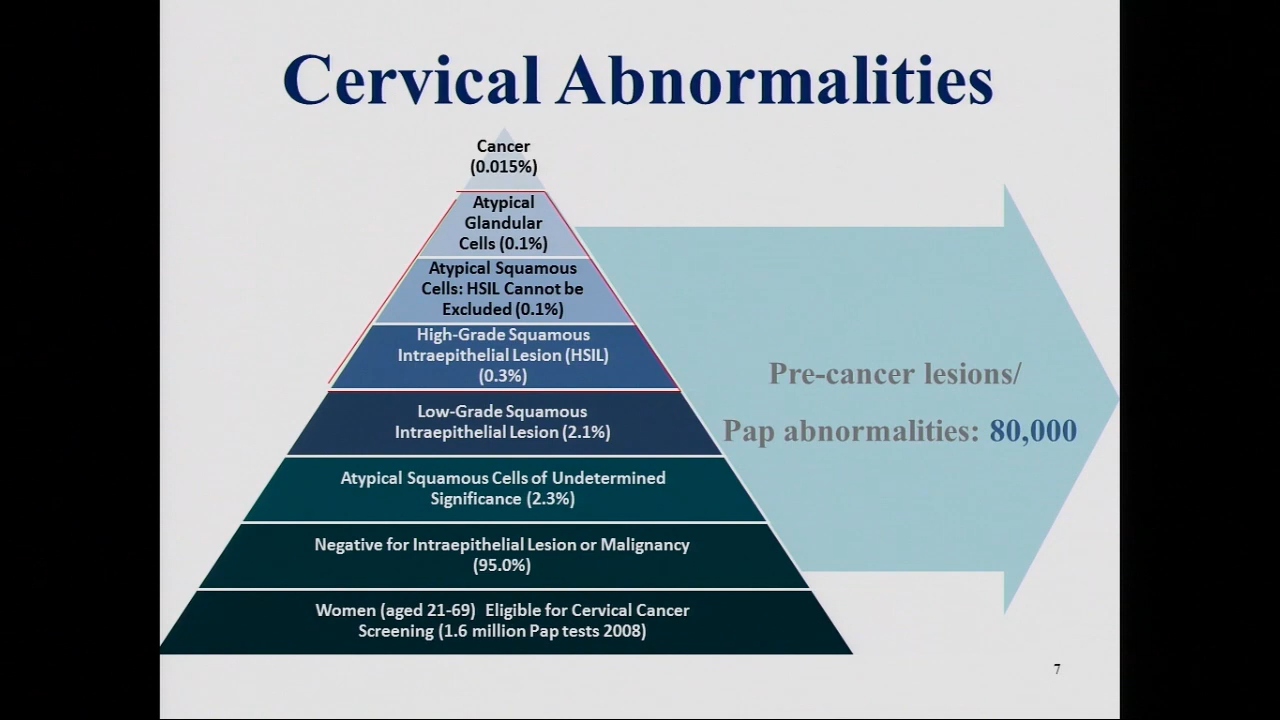 Cervical Abnormalities
Cancer
(0.015%)
Atypical
Glandular
Cells (0.1%)
Atypical Squamous
Cells: HSIL Cannot be
Excluded (0.1%)
High-Grade Squamous
Intraepithelial Lesion (HSIL)
(0.3%)
Low-Grade Squamous
Intraepithelial Lesion (2.1%)
Atypical Squamous Cells of Undetermined
Significance (2.3%)
Negative for Intraepithelial Lesion or Malignancy
(95.0%)
Women (aged 21-69) Eligible for Cervical Cancer
Screening (1.6 million Pap tests 2008)
Pre-cancer lesions/
Pap abnormalities: 80,000
7